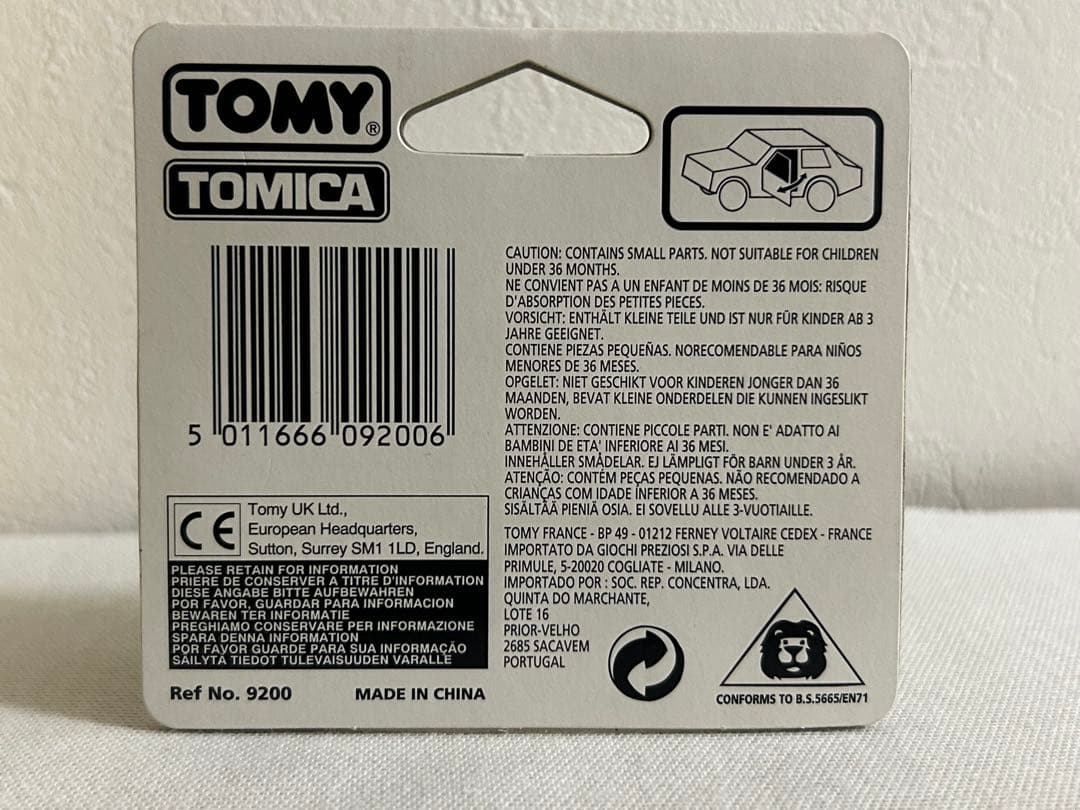 TOMY®
TOMICA
5 011666 092006
CAUTION: CONTAINS SMALL PARTS. NOT SUITABLE FOR CHILDREN
UNDER 36 MONTHS.
NE CONVIENT PAS A UN ENFANT DE MOINS DE 36 MOIS: RISQUE
D'ABSORPTION DES PETITES PIECES.
VORSICHT: ENTHÄLT KLEINE TEILE UND IST NUR FÜR KINDER AB 3
JAHRE GEEIGNET.
CONTIENE PIEZAS PEQUEÑAS. NORECOMENDABLE PARA NIÑOS
MENORES DE 36 MESES.
OPGELET: NIET GESCHIKT VOOR KINDEREN JONGER DAN 36
MAANDEN, BEVAT KLEINE ONDERDELEN DIE KUNNEN INGESLIKT
WORDEN.
ATTENZIONE: CONTIENE PICCOLE PARTI. NON E' ADATTO AI
BAMBINI DE ETA' INFERIORE AI 36 MESI.
INNEHÅLLER SMÅDELAR. EJ LÄMPLIGT FÖR BARN UNDER 3 ÅR.
ATENÇÃO: CONTÉM PEÇAS PEQUENAS. NÃO RECOMENDADO A
CRIANÇAS COM IDADE INFERIOR A 36 MESES.
SISÄLTÄÄ PIENIÄ OSIA. EI SOVELLU ALLE 3-VUOTIAILLE.
TOMY FRANCE - BP 49 - 01212 FERNEY VOLTAIRE CEDEX - FRANCE
IMPORTATO DA GIOCHI PREZIOSI S.P.A. VIA DELLE
PRIMULE, 5-20020 COGLIATE - MILANO.
IMPORTADO POR : SOC. REP. CONCENTRA, LDA.
QUINTA DO MARCHANTE,
LOTE 16
PRIOR-VELHO
2685 SACAVEM
PORTUGAL
CE
Tomy UK Ltd.,
European Headquarters,
Sutton, Surrey SM1 1LD, England.
PLEASE RETAIN FOR INFORMATION
PRIERE DE CONSERVER A TITRE D'INFORMATION
DIESE ANGABE BITTE AUFBEWAHREN
POR FAVOR, GUARDAR PARA INFORMACION
BEWAREN TER INFORMATIE
PREGHIAMO CONSERVARE PER INFORMAZIONE
SPARA DENNA INFORMATION
POR FAVOR GUARDE PARA SUA INFORMAÇÃO
SÄILYTÄ TIEDOT TULEVAISUUDEN VARALLE
Ref No. 9200
MADE IN CHINA
CONFORMS TO B.S.5665/EN71